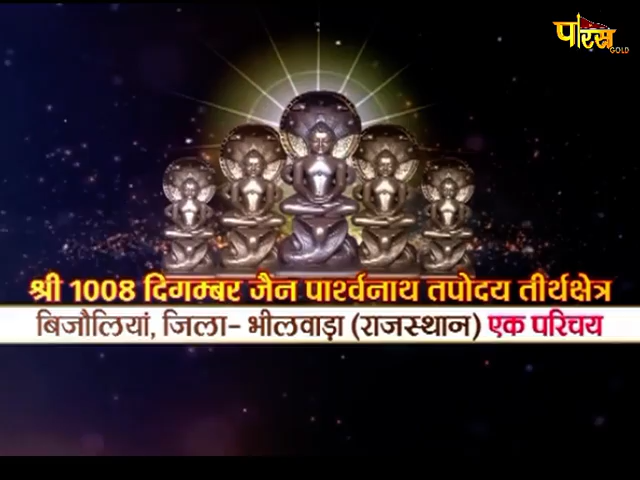 पारस
GOLD
श्री 1008 दिगम्बर जैन पार्श्वनाथ तपोदय तीर्थक्षेत्र
बिजौलियां, जिला- भीलवाड़ा (राजस्थान) एक परिचय